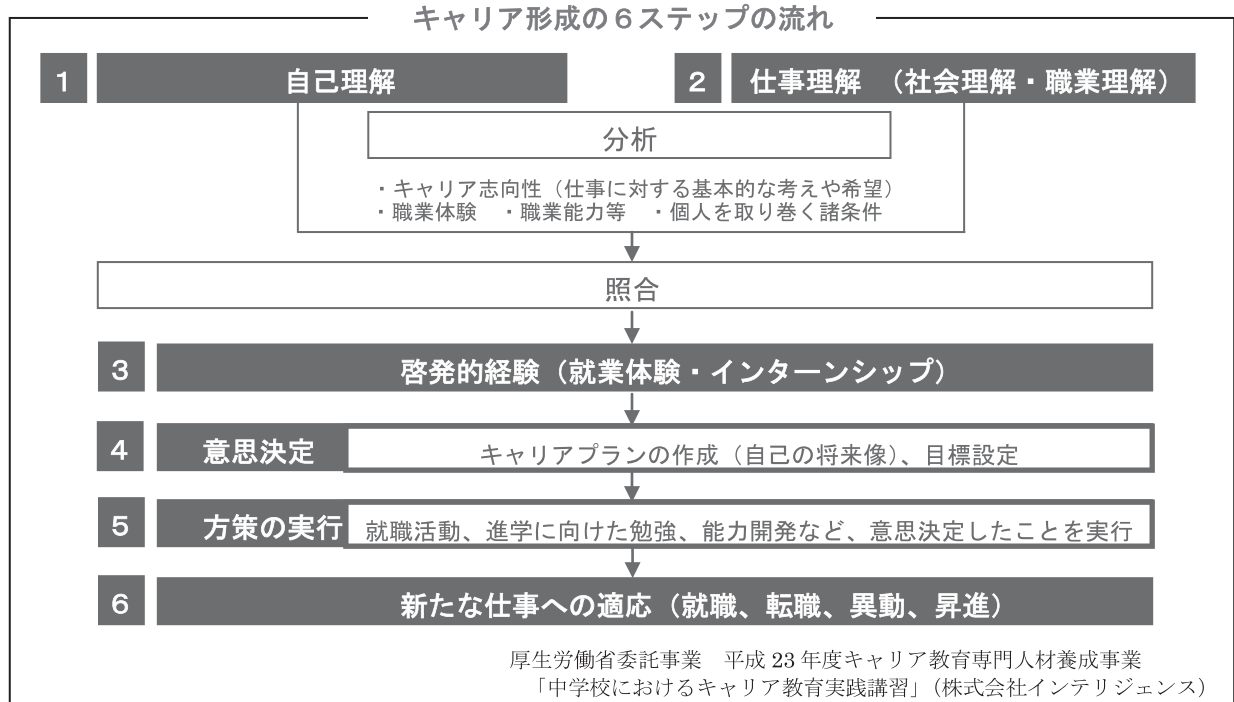 キャリア形成の6ステップの流れ
1 自己理解
2 仕事理解 （社会理解・職業理解）
分析
・キャリア志向性（仕事に対する基本的な考えや希望）
・職業体験 ・職業能力等 ・個人を取り巻く諸条件
照合
3 啓発的経験（就業体験・インターンシップ）
4 意思決定 キャリアプランの作成（自己の将来像）、目標設定
5 方策の実行 就職活動、進学に向けた勉強、能力開発など、意思決定したことを実行
6 新たな仕事への適応（就職、転職、異動、昇進）
厚生労働省委託事業 平成 23 年度キャリア教育専門人材養成事業
「中学校におけるキャリア教育実践講習」（株式会社インテリジェンス）